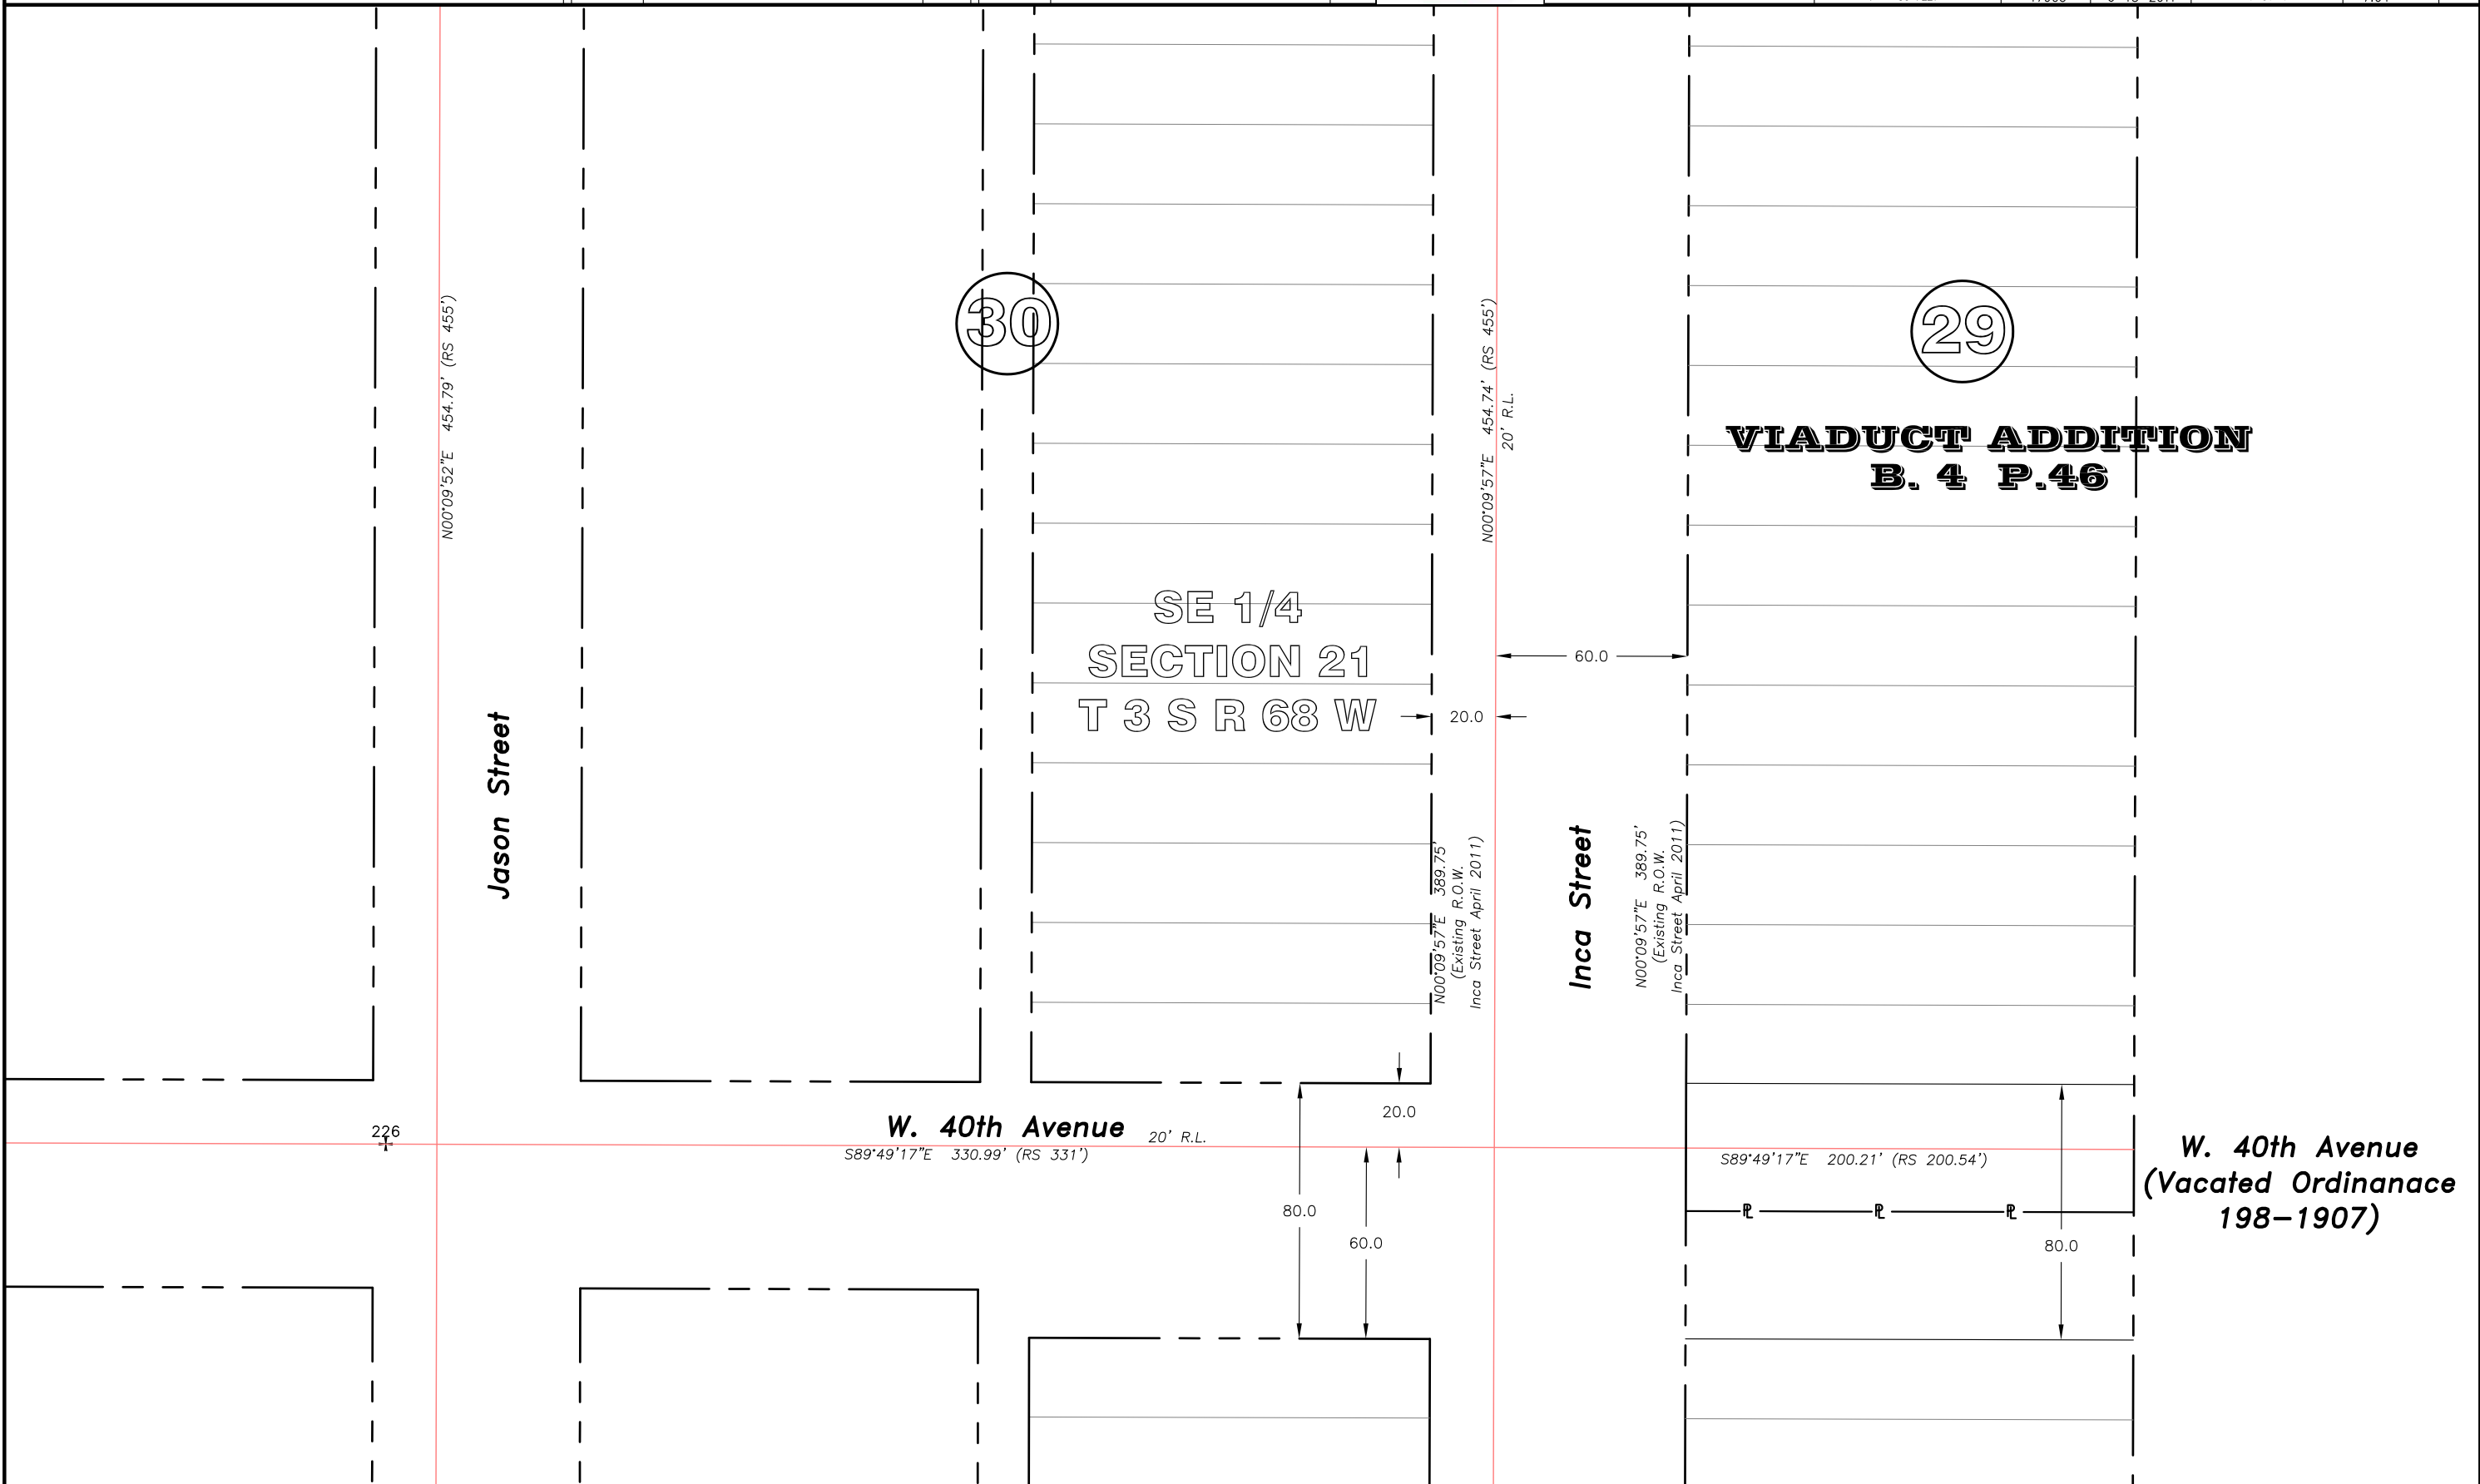 30
29
VIADUCT ADDITION
B. 4 P.46
N00°09'52"E 454.79' (RS 455')
N00°09'57"E 454.74' (RS 455')
20' R.L.
SE 1/4
SECTION 21
T 3 S R 68 W
60.0
20.0
Jason Street
Inca Street
N00°09'57"E 389.75'
(Existing R.O.W.
Inca Street April 2011)
N00°09'57"E 389.75'
(Existing R.O.W.
Inca Street April 2011)
226
W. 40th Avenue
20' R.L.
S89°49'17"E 330.99' (RS 331')
20.0
80.0
60.0
S89°49'17"E 200.21' (RS 200.54')
PL PL PL
80.0
W. 40th Avenue
(Vacated Ordinanace
198-1907)